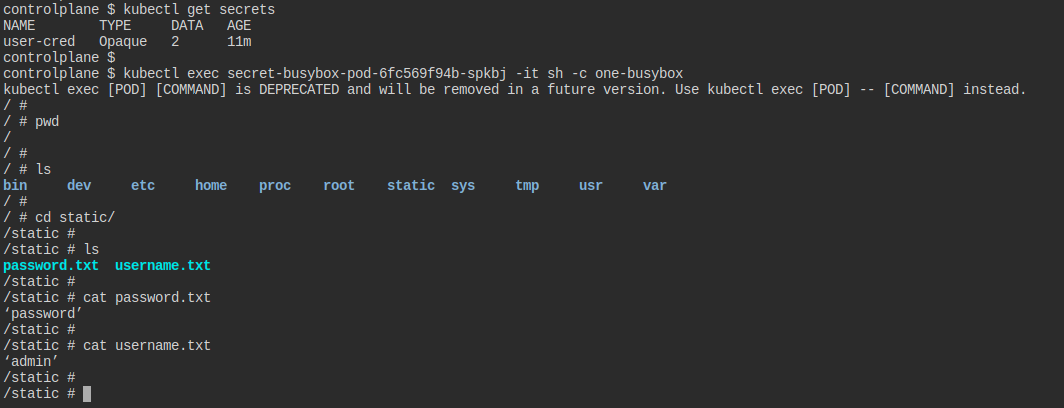 controlplane $ kubectl get secrets
NAME        TYPE     DATA   AGE
user-cred   Opaque   2      11m
controlplane $
controlplane $ kubectl exec secret-busybox-pod-6fc569f94b-spkbj -it sh -c one-busybox
kubectl exec [POD] [COMMAND] is DEPRECATED and will be removed in a future version. Use kubectl exec [POD] -- [COMMAND] instead.
/ #
/ # pwd
/
/ #
/ # ls
bin     dev     etc     home    proc    root    static  sys     tmp     usr     var
/ #
/ # cd static/
/static #
/static # ls
password.txt  username.txt
/static #
/static # cat password.txt
‘password’
/static #
/static # cat username.txt
‘admin’
/static #
/static #